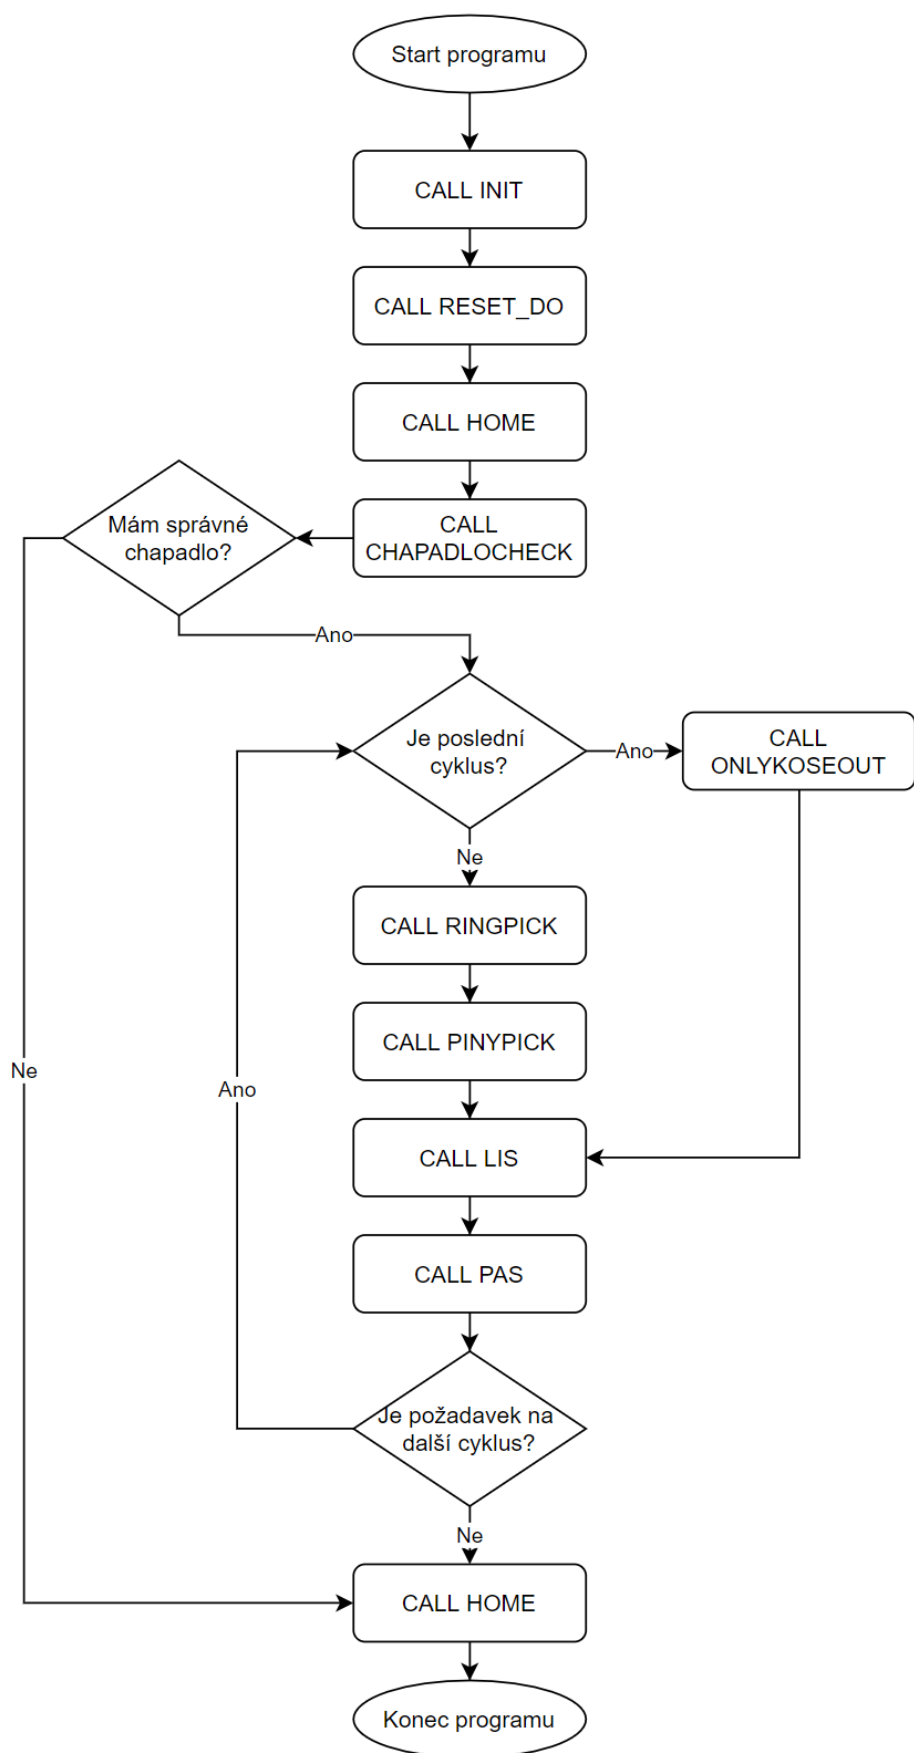 Start programu
CALL INIT
CALL RESET_DO
CALL HOME
CALL
CHAPADLOCHECK
Mám správné
chapadlo?
Ano
Je poslední
cyklus?
Ano
CALL
ONLYKOSEOUT
Ne
CALL RINGPICK
CALL PINYPICK
Ne
Ano
CALL LIS
CALL PAS
Je požadavek na
další cyklus?
Ne
CALL HOME
Konec programu